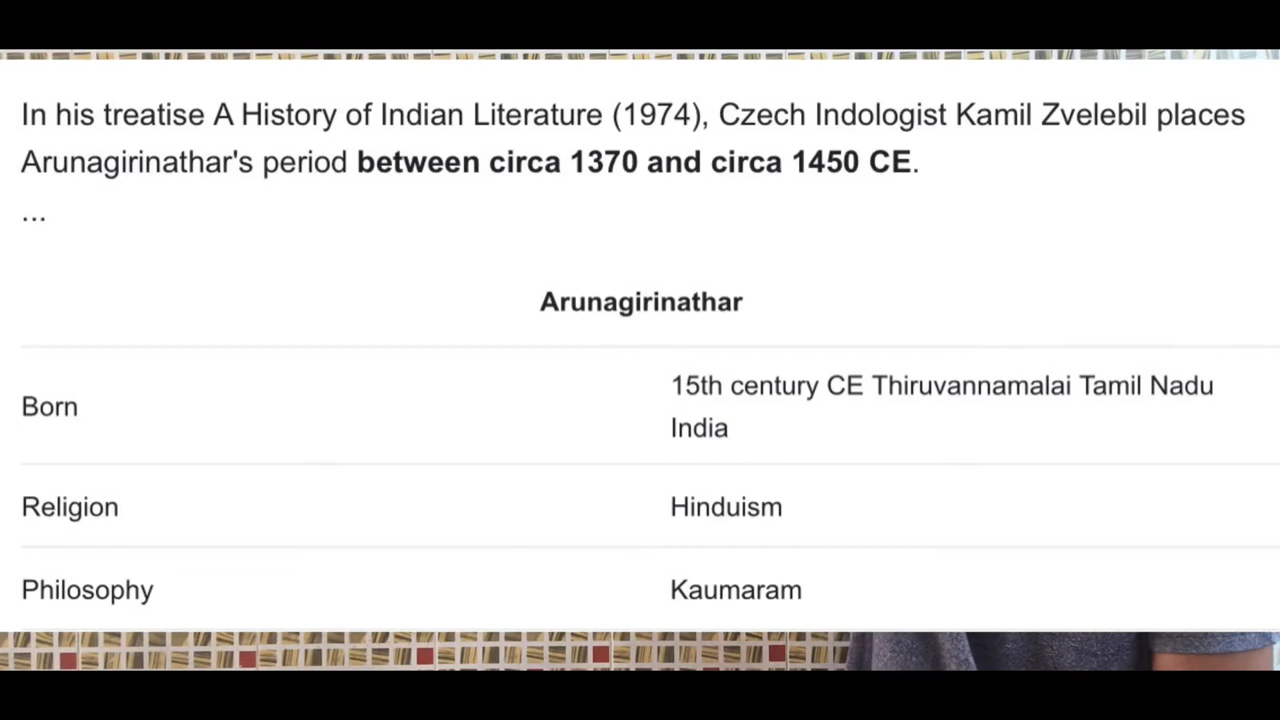 In his treatise A History of Indian Literature (1974), Czech Indologist Kamil Zvelebil places
Arunagirinathar's period between circa 1370 and circa 1450 CE.
...
Arunagirinathar
Born
15th century CE Thiruvannamalai Tamil Nadu
India
Religion
Hinduism
Philosophy
Kaumaram